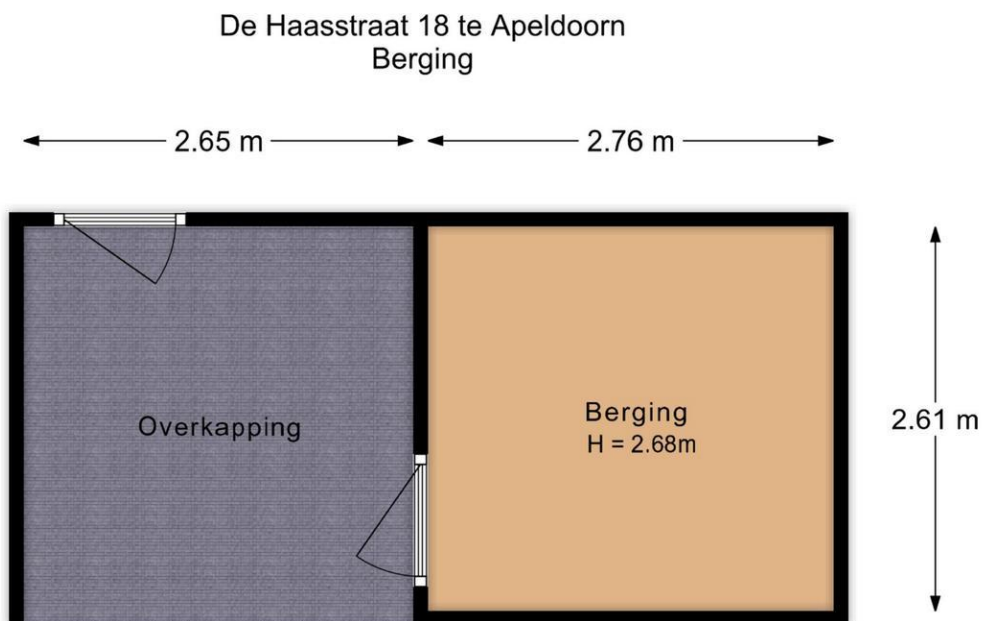 De Haasstraat 18 te Apeldoorn
Berging
2.65 m
2.76 m
Overkapping
Berging
H = 2.68m
2.61 m